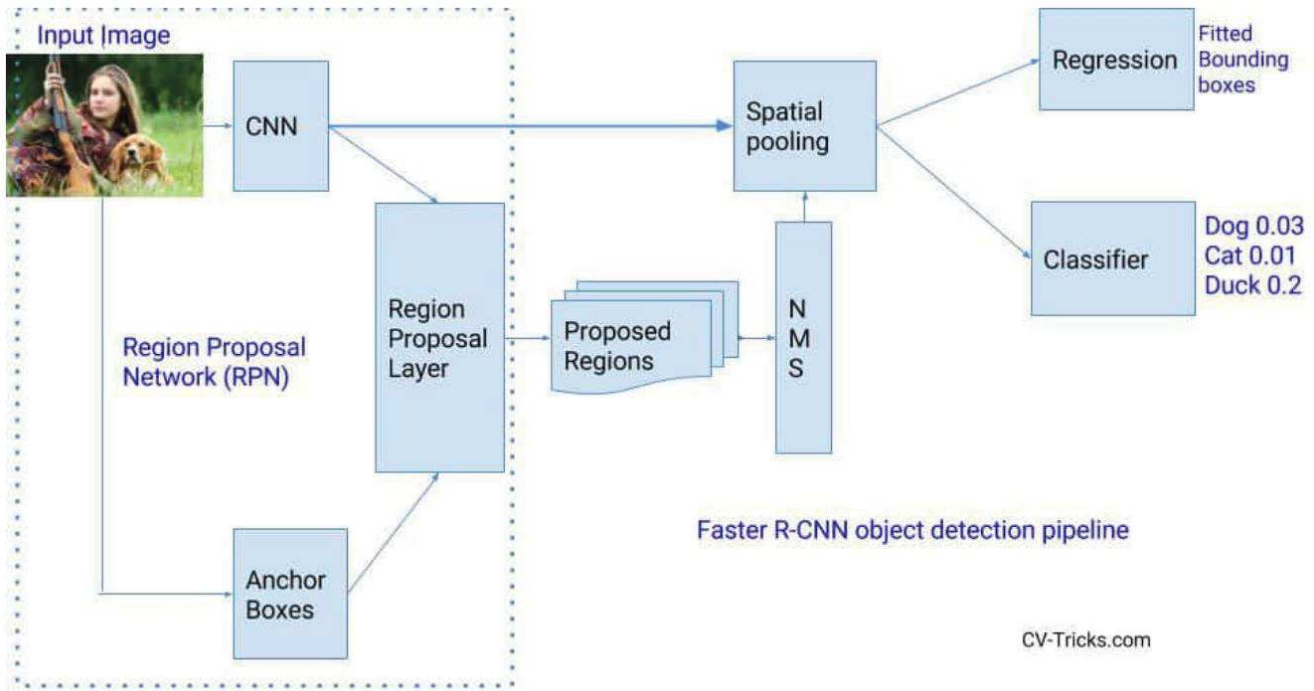 Input Image
CNN
Region Proposal
Network (RPN)
Anchor
Boxes
Region
Proposal
Layer
Proposed
Regions
N
M
S
Spatial
pooling
Regression
Fitted
Bounding
boxes
Classifier
Dog 0.03
Cat 0.01
Duck 0.2
Faster R-CNN object detection pipeline
CV-Tricks.com